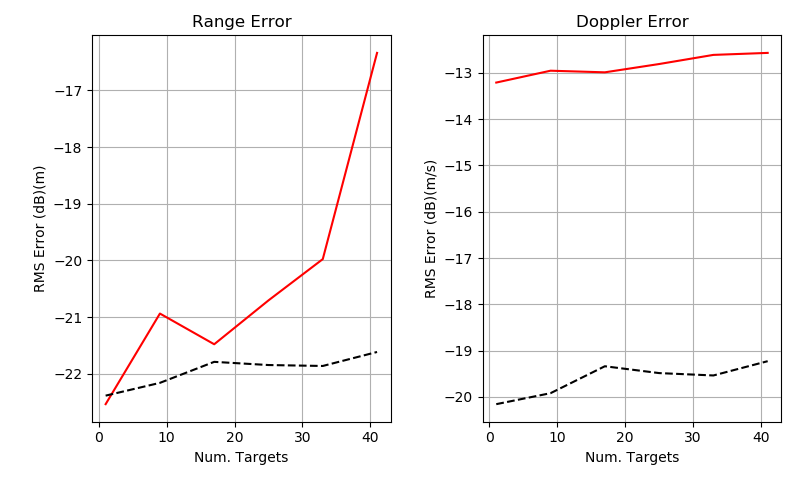 Range Error
RMS Error (dB)(m)
−17
−18
−19
−20
−21
−22
0 10 20 30 40
Num. Targets
Doppler Error
RMS Error (dB)(m/s)
−13
−14
−15
−16
−17
−18
−19
−20
0 10 20 30 40
Num. Targets